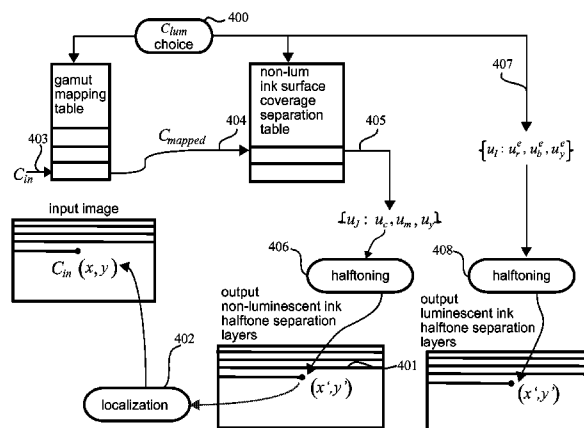 400
C_lum
choice
gamut
mapping
table
non-lum
ink surface
coverage
separation
table
407
403
C_in
C_mapped
404
405
{u_I : u_r^e, u_b^e, u_y^e}
{u_J : u_c, u_m, u_y}
input image
C_in (x, y)
406
halftoning
408
halftoning
output
non-luminescent ink
halftone separation
layers
output
luminescent ink
halftone separation
layers
402
401
localization
(x‘,y’)
(x‘,y’)